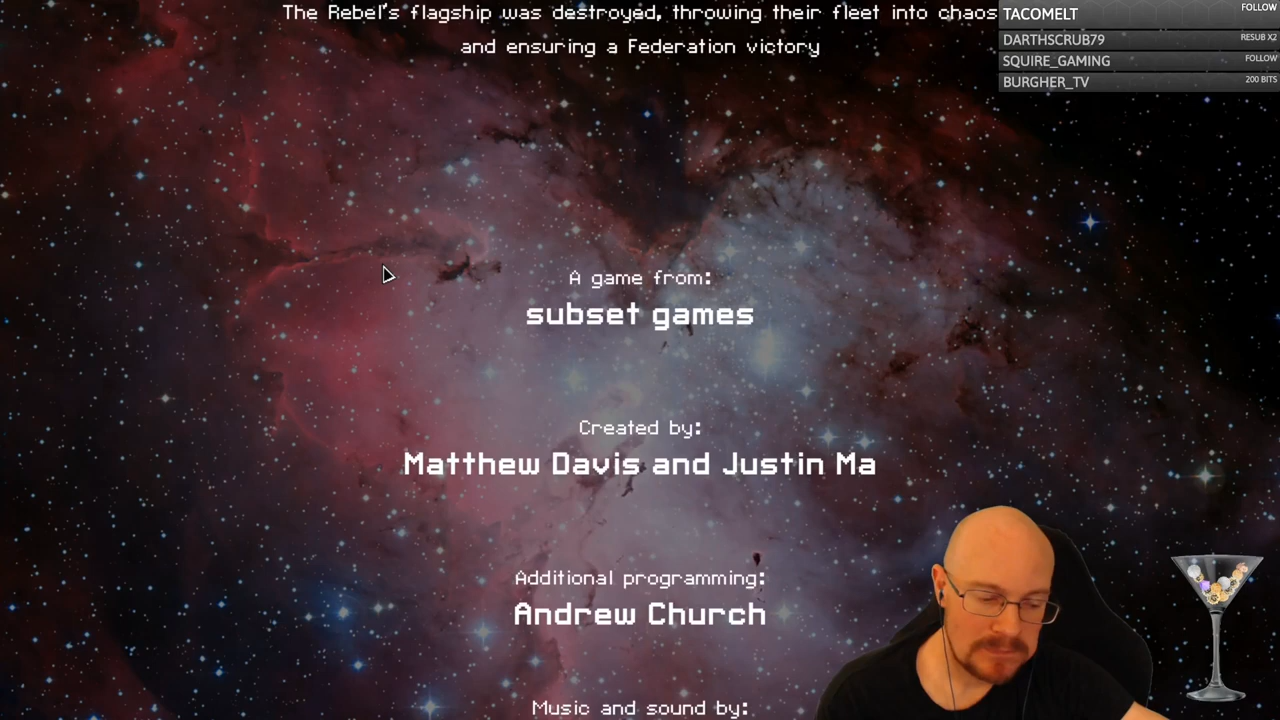 The Rebel's flagship was destroyed, throwing their fleet into chaos
and ensuring a Federation victory
TACOMELT FOLLOW
DARTHSCRUB79 RESUB X2
SQUIRE_GAMING FOLLOW
BURGHER_TV 200 BITS
A game from:
subset games
Created by:
Matthew Davis and Justin Ma
Additional programming:
Andrew Church
Music and sound by: